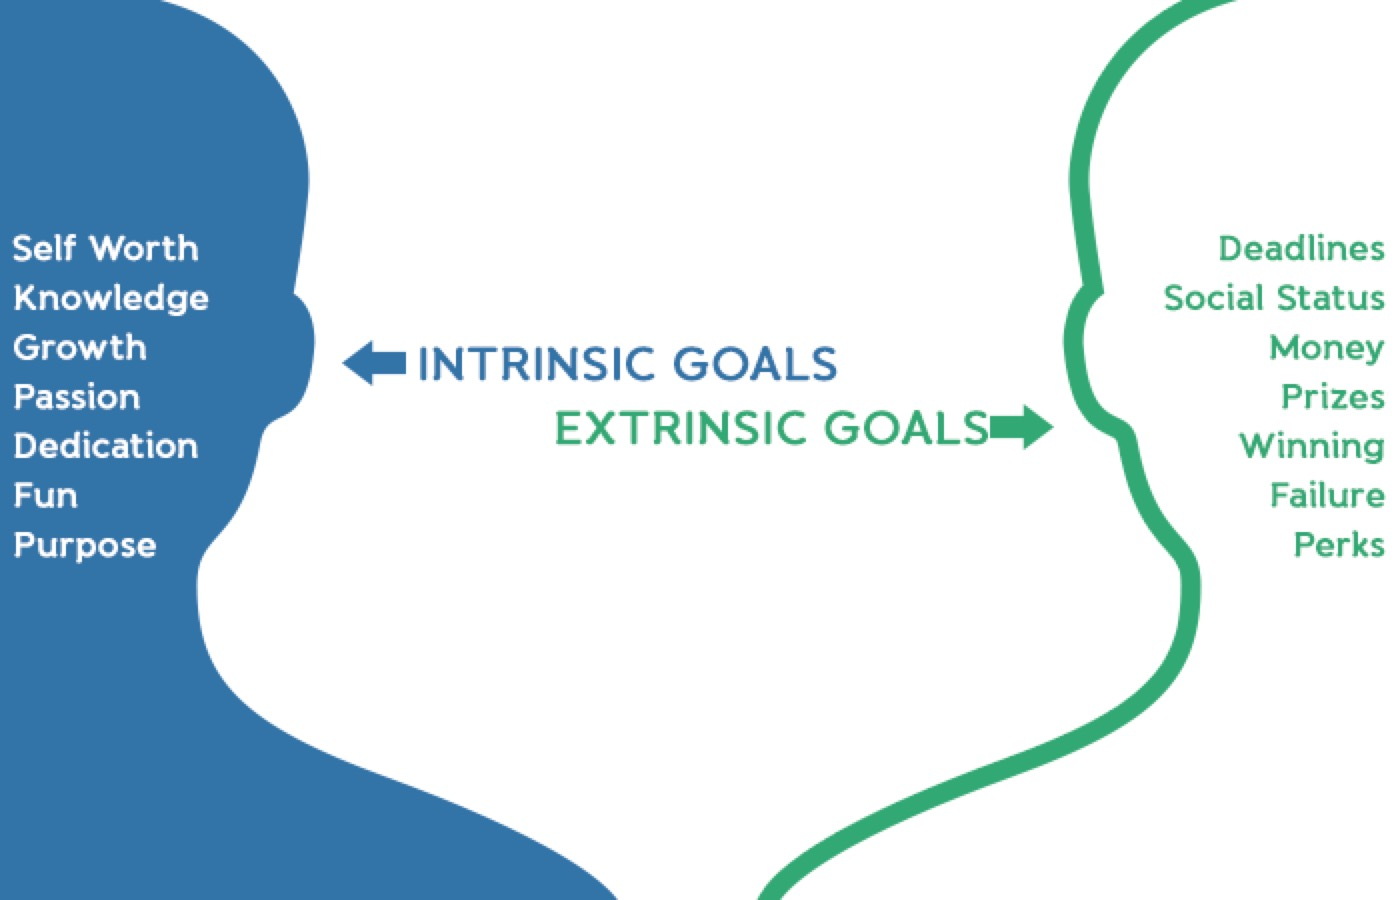 Self Worth
Knowledge
Growth
Passion
Dedication
Fun
Purpose
INTRINSIC GOALS
EXTRINSIC GOALS
Deadlines
Social Status
Money
Prizes
Winning
Failure
Perks